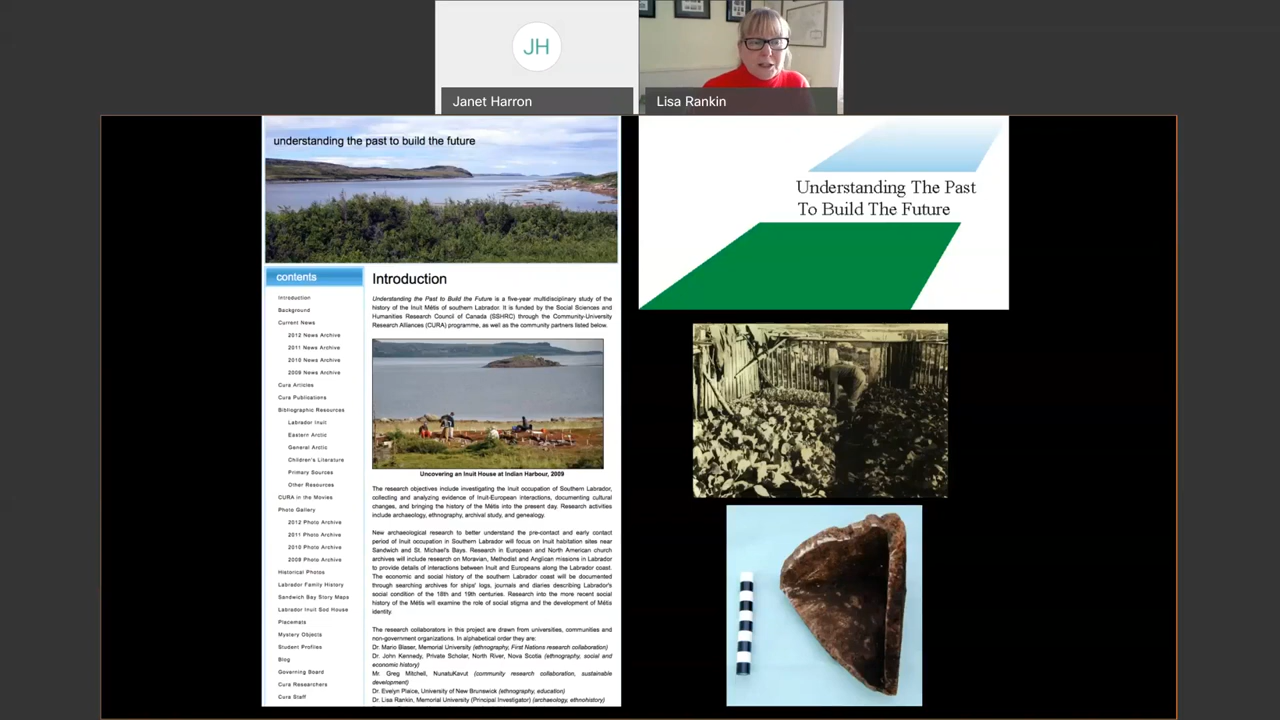 JH
Janet Harron
Lisa Rankin
understanding the past to build the future
contents
Introduction
Background
Current News
2012 News Archive
2011 News Archive
2010 News Archive
2008 News Archive
Cura Articles
Cura Publications
Bibliographic Resources
Labrador Inuit
Eastern Arctic
General Arctic
Children's Literature
Primary Sources
Other Resources
CURA in the Movies
Photo Gallery
2012 Photo Archive
2011 Photo Archive
2010 Photo Archive
2009 Photo Archive
Historical Photos
Labrador Family History
Sandwich Bay Story Maps
Labrador Inuit Sod House
Placemats
Mystery Objects
Student Profiles
Blog
Governing Board
Cura Researchers
Cura Staff
Introduction
Understanding the Past to Build the Future is a five-year multidisciplinary study of the
history of the Inuit Métis of southern Labrador. It is funded by the Social Sciences and
Humanities Research Council of Canada (SSHRC) through the Community-University
Research Alliances (CURA) programme, as well as the community partners listed below.
Uncovering an Inuit House at Indian Harbour, 2009
The research objectives include investigating the Inuit occupation of Southern Labrador,
collecting and analyzing evidence of Inuit-European interactions, documenting cultural
changes, and bringing the history of the Métis into the present day. Research activities
include archaeology, ethnography, archival study, and genealogy.
New archaeological research to better understand the pre-contact and early contact
period of Inuit occupation in Southern Labrador will focus on Inuit habitation sites near
Sandwich and St. Michael's Bays. Research in European and North American church
archives will include research on Moravian, Methodist and Anglican missions in Labrador
to provide details of interactions between Inuit and Europeans along the Labrador coast.
The economic and social history of the southern Labrador coast will be documented
through searching archives for ships' logs, journals and diaries describing Labrador's
social condition of the 18th and 19th centuries. Research into the more recent social
history of the Métis will examine the role of social stigma and the development of Métis
identity.
The research collaborators in this project are drawn from universities, communities and
non-government organizations. In alphabetical order they are:
Dr. Mario Blaser, Memorial University (ethnography, First Nations research collaboration)
Dr. John Kennedy, Private Scholar, North River, Nova Scotia (ethnography, social and
economic history)
Mr. Greg Mitchell, NunatuKavut (community research collaboration, sustainable
development)
Dr. Evelyn Plaice, University of New Brunswick (ethnography, education)
Dr. Lisa Rankin, Memorial University (Principal Investigator) (archaeology, ethnohistory)
Understanding The Past
To Build The Future